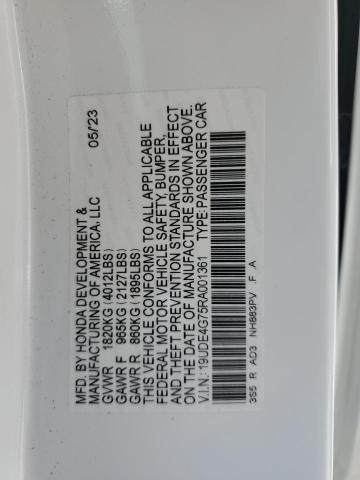 MFD. BY HONDA DEVELOPMENT &
MANUFACTURING OF AMERICA, LLC 05/23
GVWR 1820KG (4012LBS)
GAWR F 965KG (2127LBS)
GAWR R 860KG (1895LBS)
THIS VEHICLE CONFORMS TO ALL APPLICABLE
FEDERAL MOTOR VEHICLE SAFETY, BUMPER,
AND THEFT PREVENTION STANDARDS IN EFFECT
ON THE DATE OF MANUFACTURE SHOWN ABOVE.
V.I.N.: 19UDE4G75RA001361 TYPE: PASSENGER CAR
3S5 R AD3 NH883PV .F .A